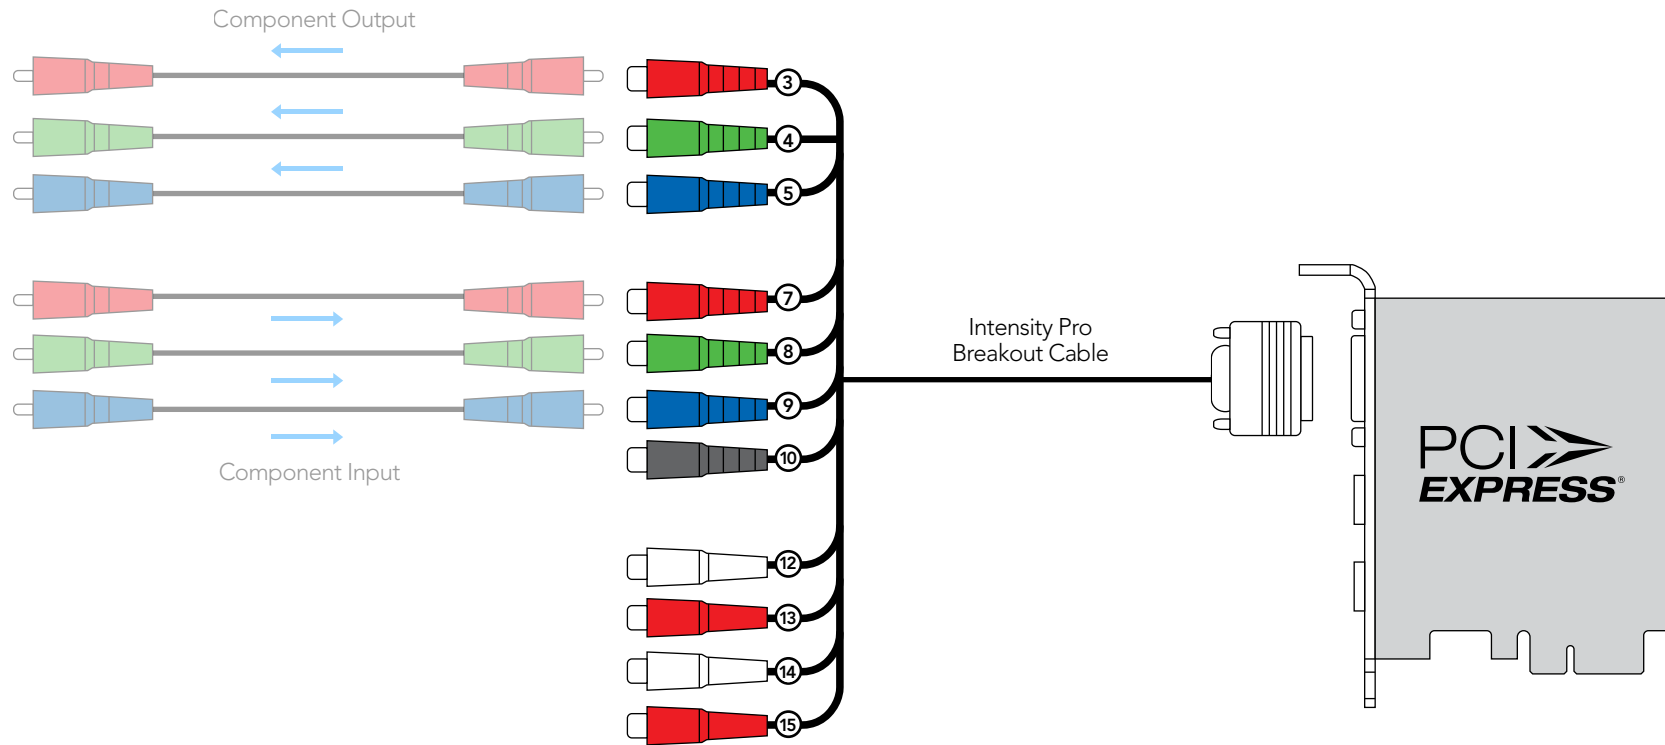 Component Output
3
4
5
7
8
9
10
Component Input
12
13
14
15
Intensity Pro
Breakout Cable
PCI
EXPRESS®